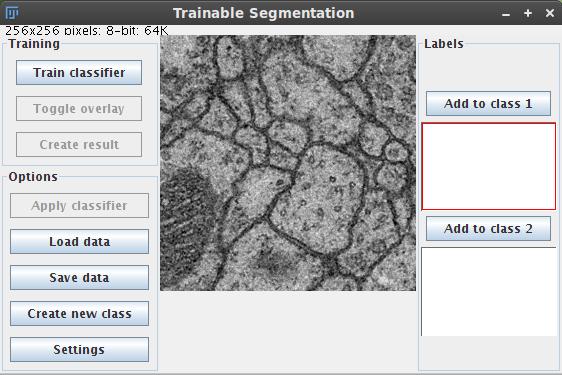 Trainable Segmentation
256x256 pixels; 8-bit; 64K
Training
Train classifier
Toggle overlay
Create result
Options
Apply classifier
Load data
Save data
Create new class
Settings
Labels
Add to class 1
Add to class 2